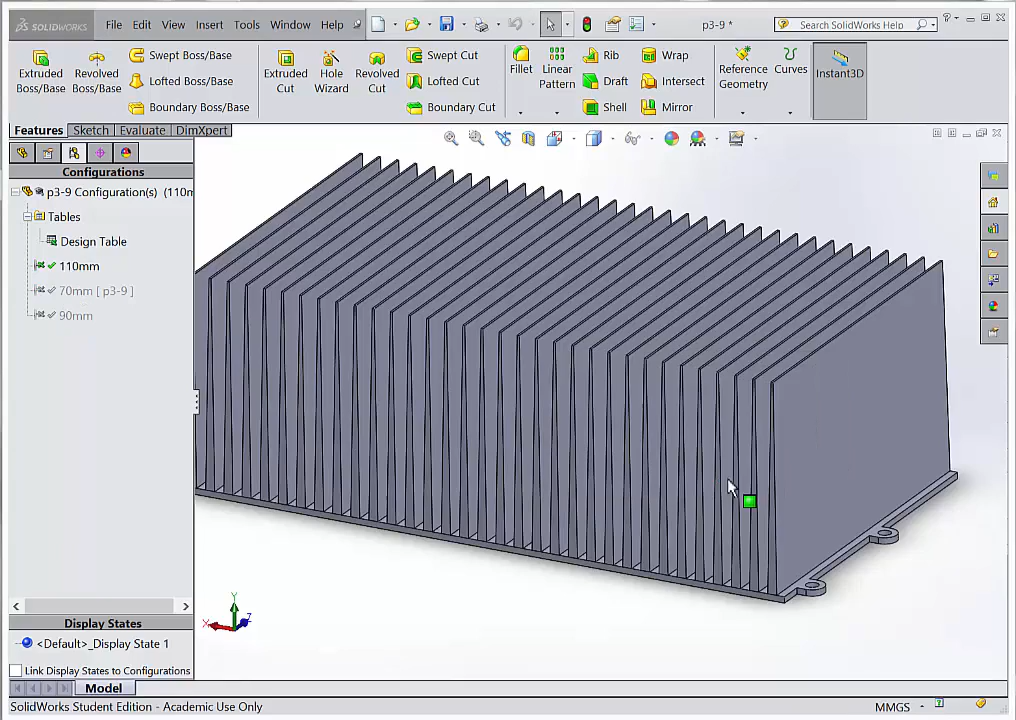 SOLIDWORKS File Edit View Insert Tools Window Help p3-9 * Search SolidWorks Help
Extruded Boss/Base
Revolved Boss/Base
Swept Boss/Base
Lofted Boss/Base
Boundary Boss/Base
Extruded Cut
Hole Wizard
Revolved Cut
Swept Cut
Lofted Cut
Boundary Cut
Fillet
Linear Pattern
Rib
Draft
Shell
Wrap
Intersect
Mirror
Reference Geometry
Curves
Instant3D
Features Sketch Evaluate DimXpert
Configurations
p3-9 Configuration(s) (110m
Tables
Design Table
110mm
70mm [ p3-9 ]
90mm
Y
X
Z
Display States
<Default>_Display State 1
Link Display States to Configurations
Model
SolidWorks Student Edition - Academic Use Only MMGS -